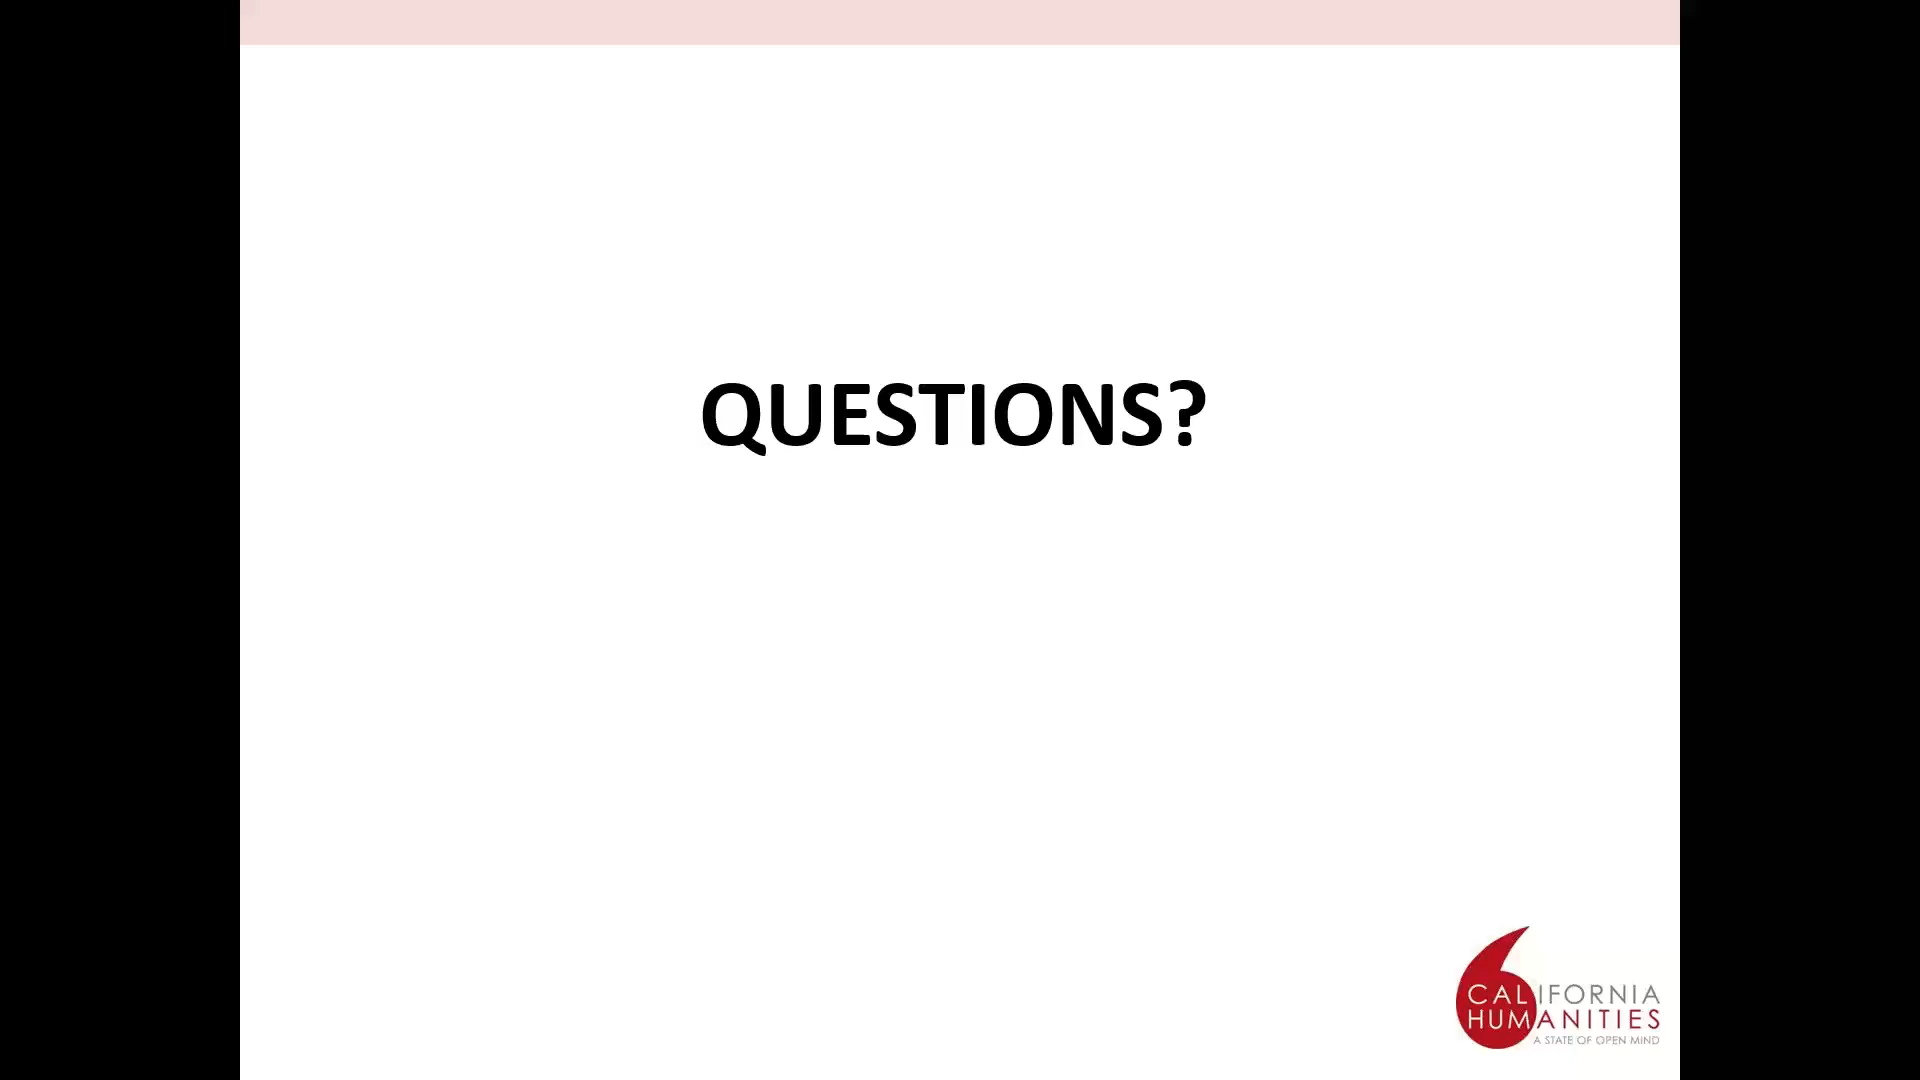 QUESTIONS?
CALIFORNIA
HUMANITIES
A STATE OF OPEN MIND